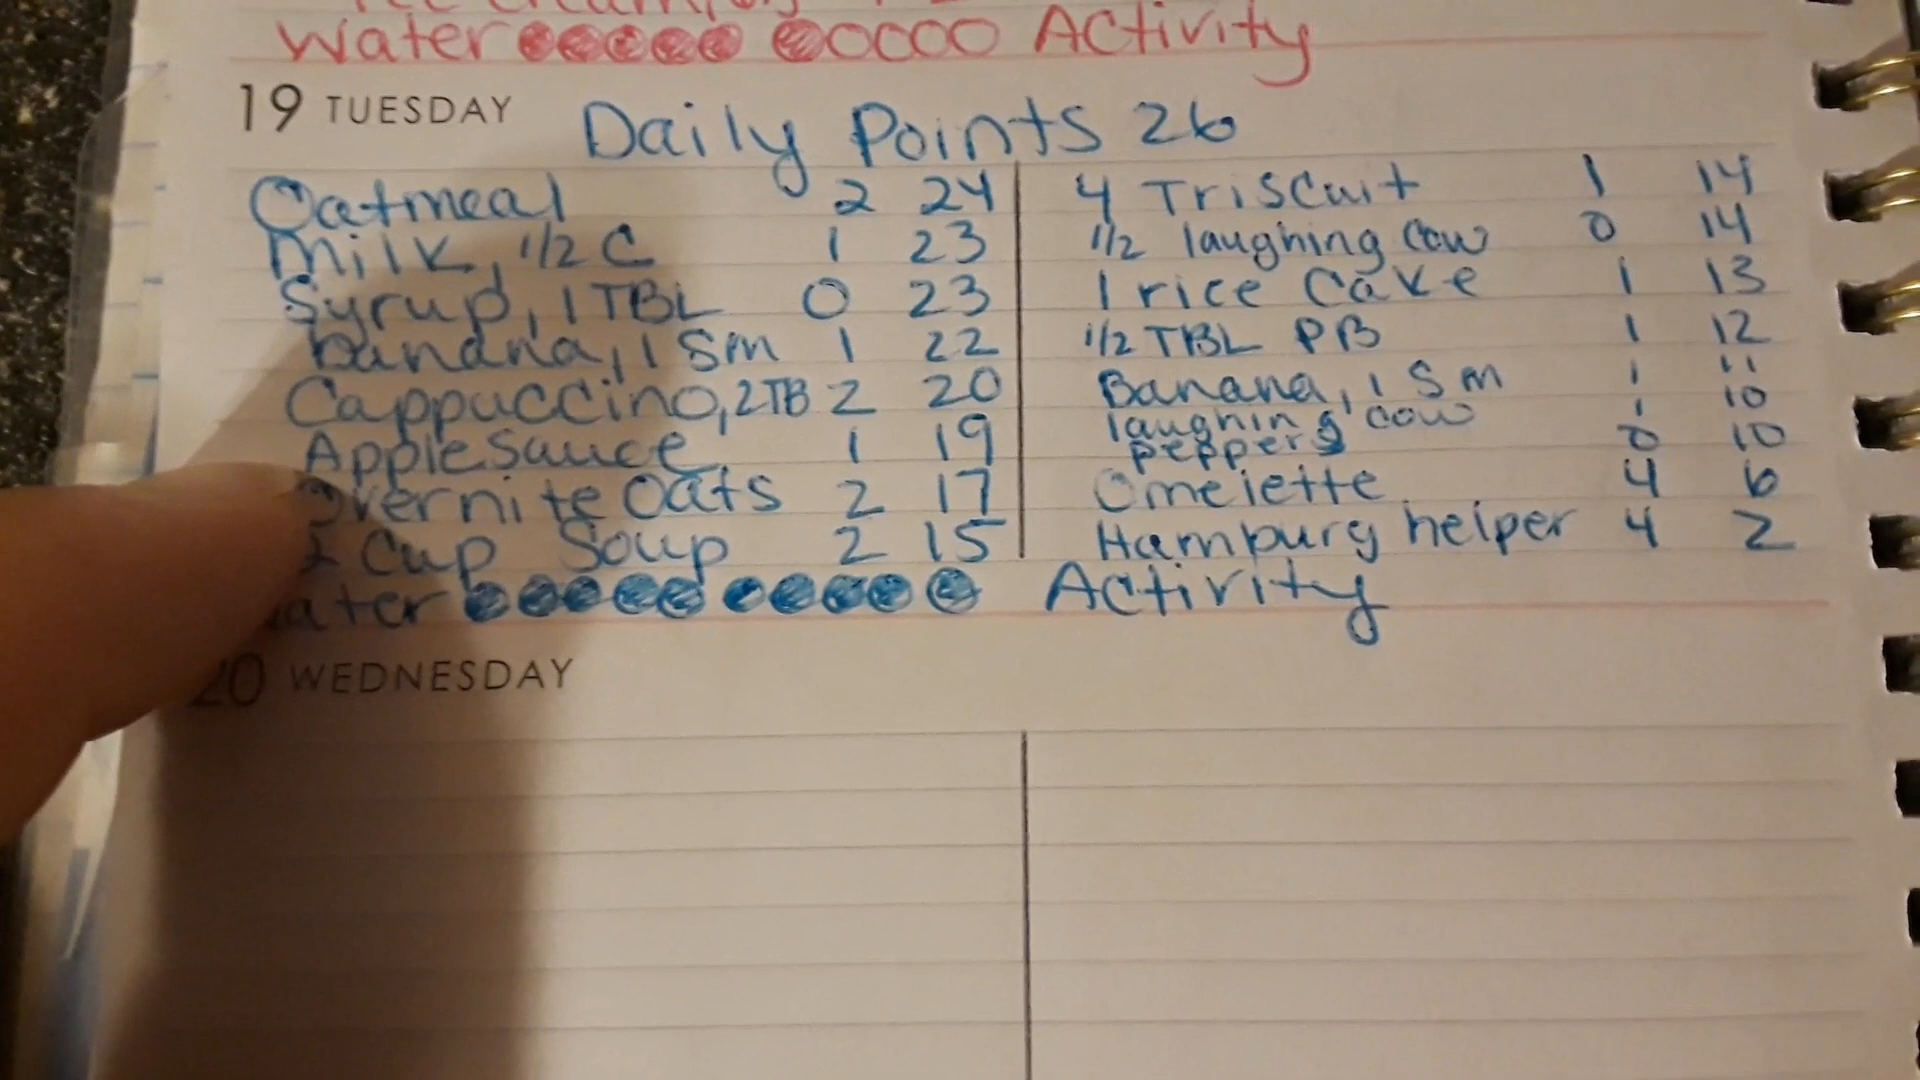 Water Activity
19 TUESDAY Daily Points 26
Oatmeal 2 24
Milk, 1/2 C 1 23
Syrup, 1 TBL 0 23
banana, 1 Sm 1 22
Cappuccino, 2TB 2 20
Applesauce 1 19
Overnite Oats 2 17
Cup Soup 2 15
4 Triscuit 1 14
1/2 laughing Cow 0 14
1 rice Cake 1 13
1/2 TBL PB 1 12
Banana, 1 Sm 1 11
laughing cow 1 10
peppers 0 10
Omelette 4 6
Hamburg helper 4 2
Water Activity
20 WEDNESDAY